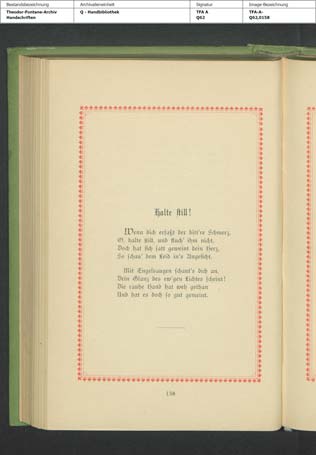 Bestandsbezeichnung
Archivalieneinheit
Signatur
Image-Bezeichnung
Theodor-Fontane-Archiv
Handschriften
Q - Handbibliothek
TFA A
Q62
TFA-A-
Q62,0158
Halte still!
Wenn dich erfaßt der bitt're Schmerz,
O, halte still, und fluch' ihm nicht,
Doch hat sich satt geweint dein Herz,
So schau' dem Leid in's Angesicht.
Mit Engelsaugen schaut's dich an,
Drin Glanz des ew'gen Lichtes scheint!
Die rauhe Hand hat weh gethan
Und hat es doch so gut gemeint.
158